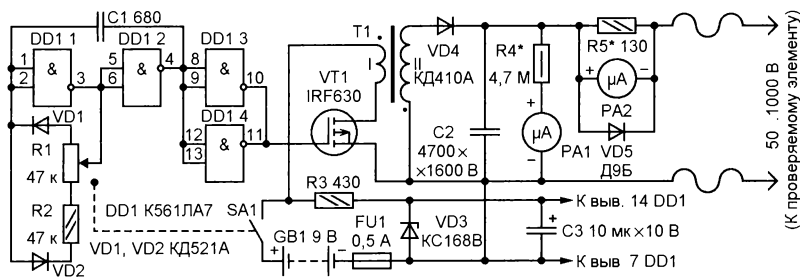 C1 680
DD1 1
DD1 2
DD1 3
DD1 4
1
2
3
5
6
4
8
9
10
12
13
11
&
&
&
&
VD1
R1
47 к
R2
47 к
VD2
DD1 К561ЛА7
VD1, VD2 КД521А
VT1
IRF630
T1
I
II
VD4
КД410А
C2
4700 ×
×1600 В
R4*
4,7 М
+
μA
−
PA1
R5* 130
+
μA
−
PA2
VD5
Д9Б
50 . 1000 В
(К проверяемому элементу)
SA1
R3 430
GB1 9 В
+
−
FU1
0,5 А
VD3
КС168В
К выв. 14 DD1
+
C3 10 мк ×10 В
К выв 7 DD1